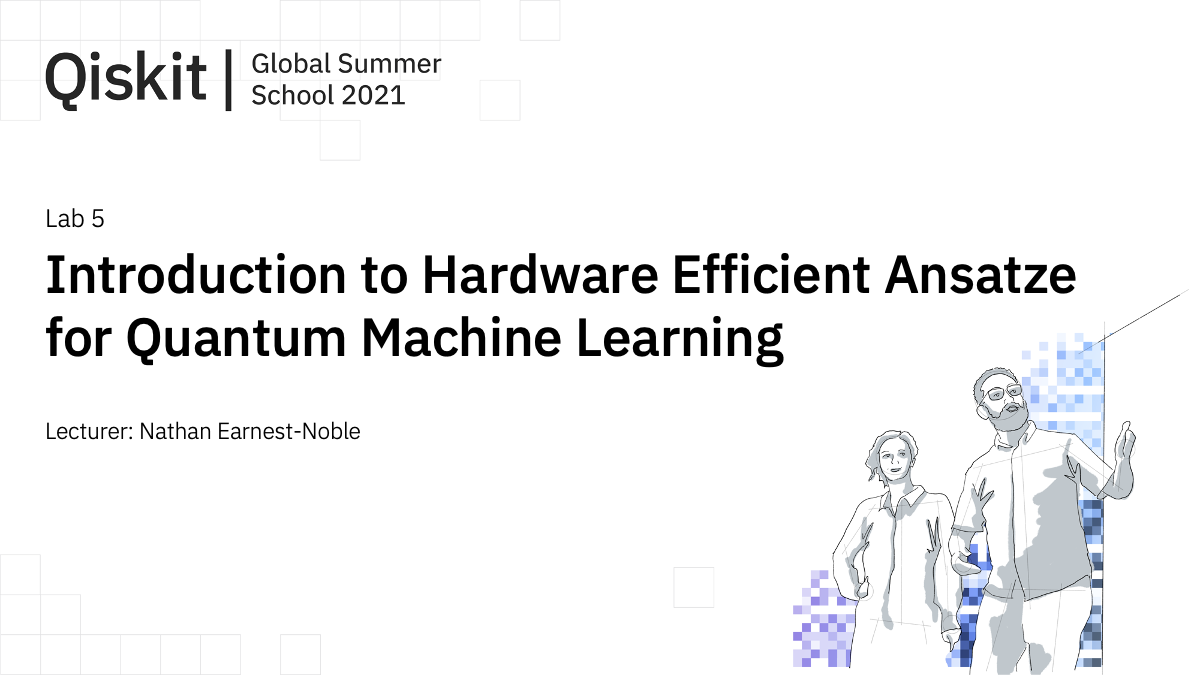 Qiskit | Global Summer
School 2021
Lab 5
Introduction to Hardware Efficient Ansatze
for Quantum Machine Learning
Lecturer: Nathan Earnest-Noble